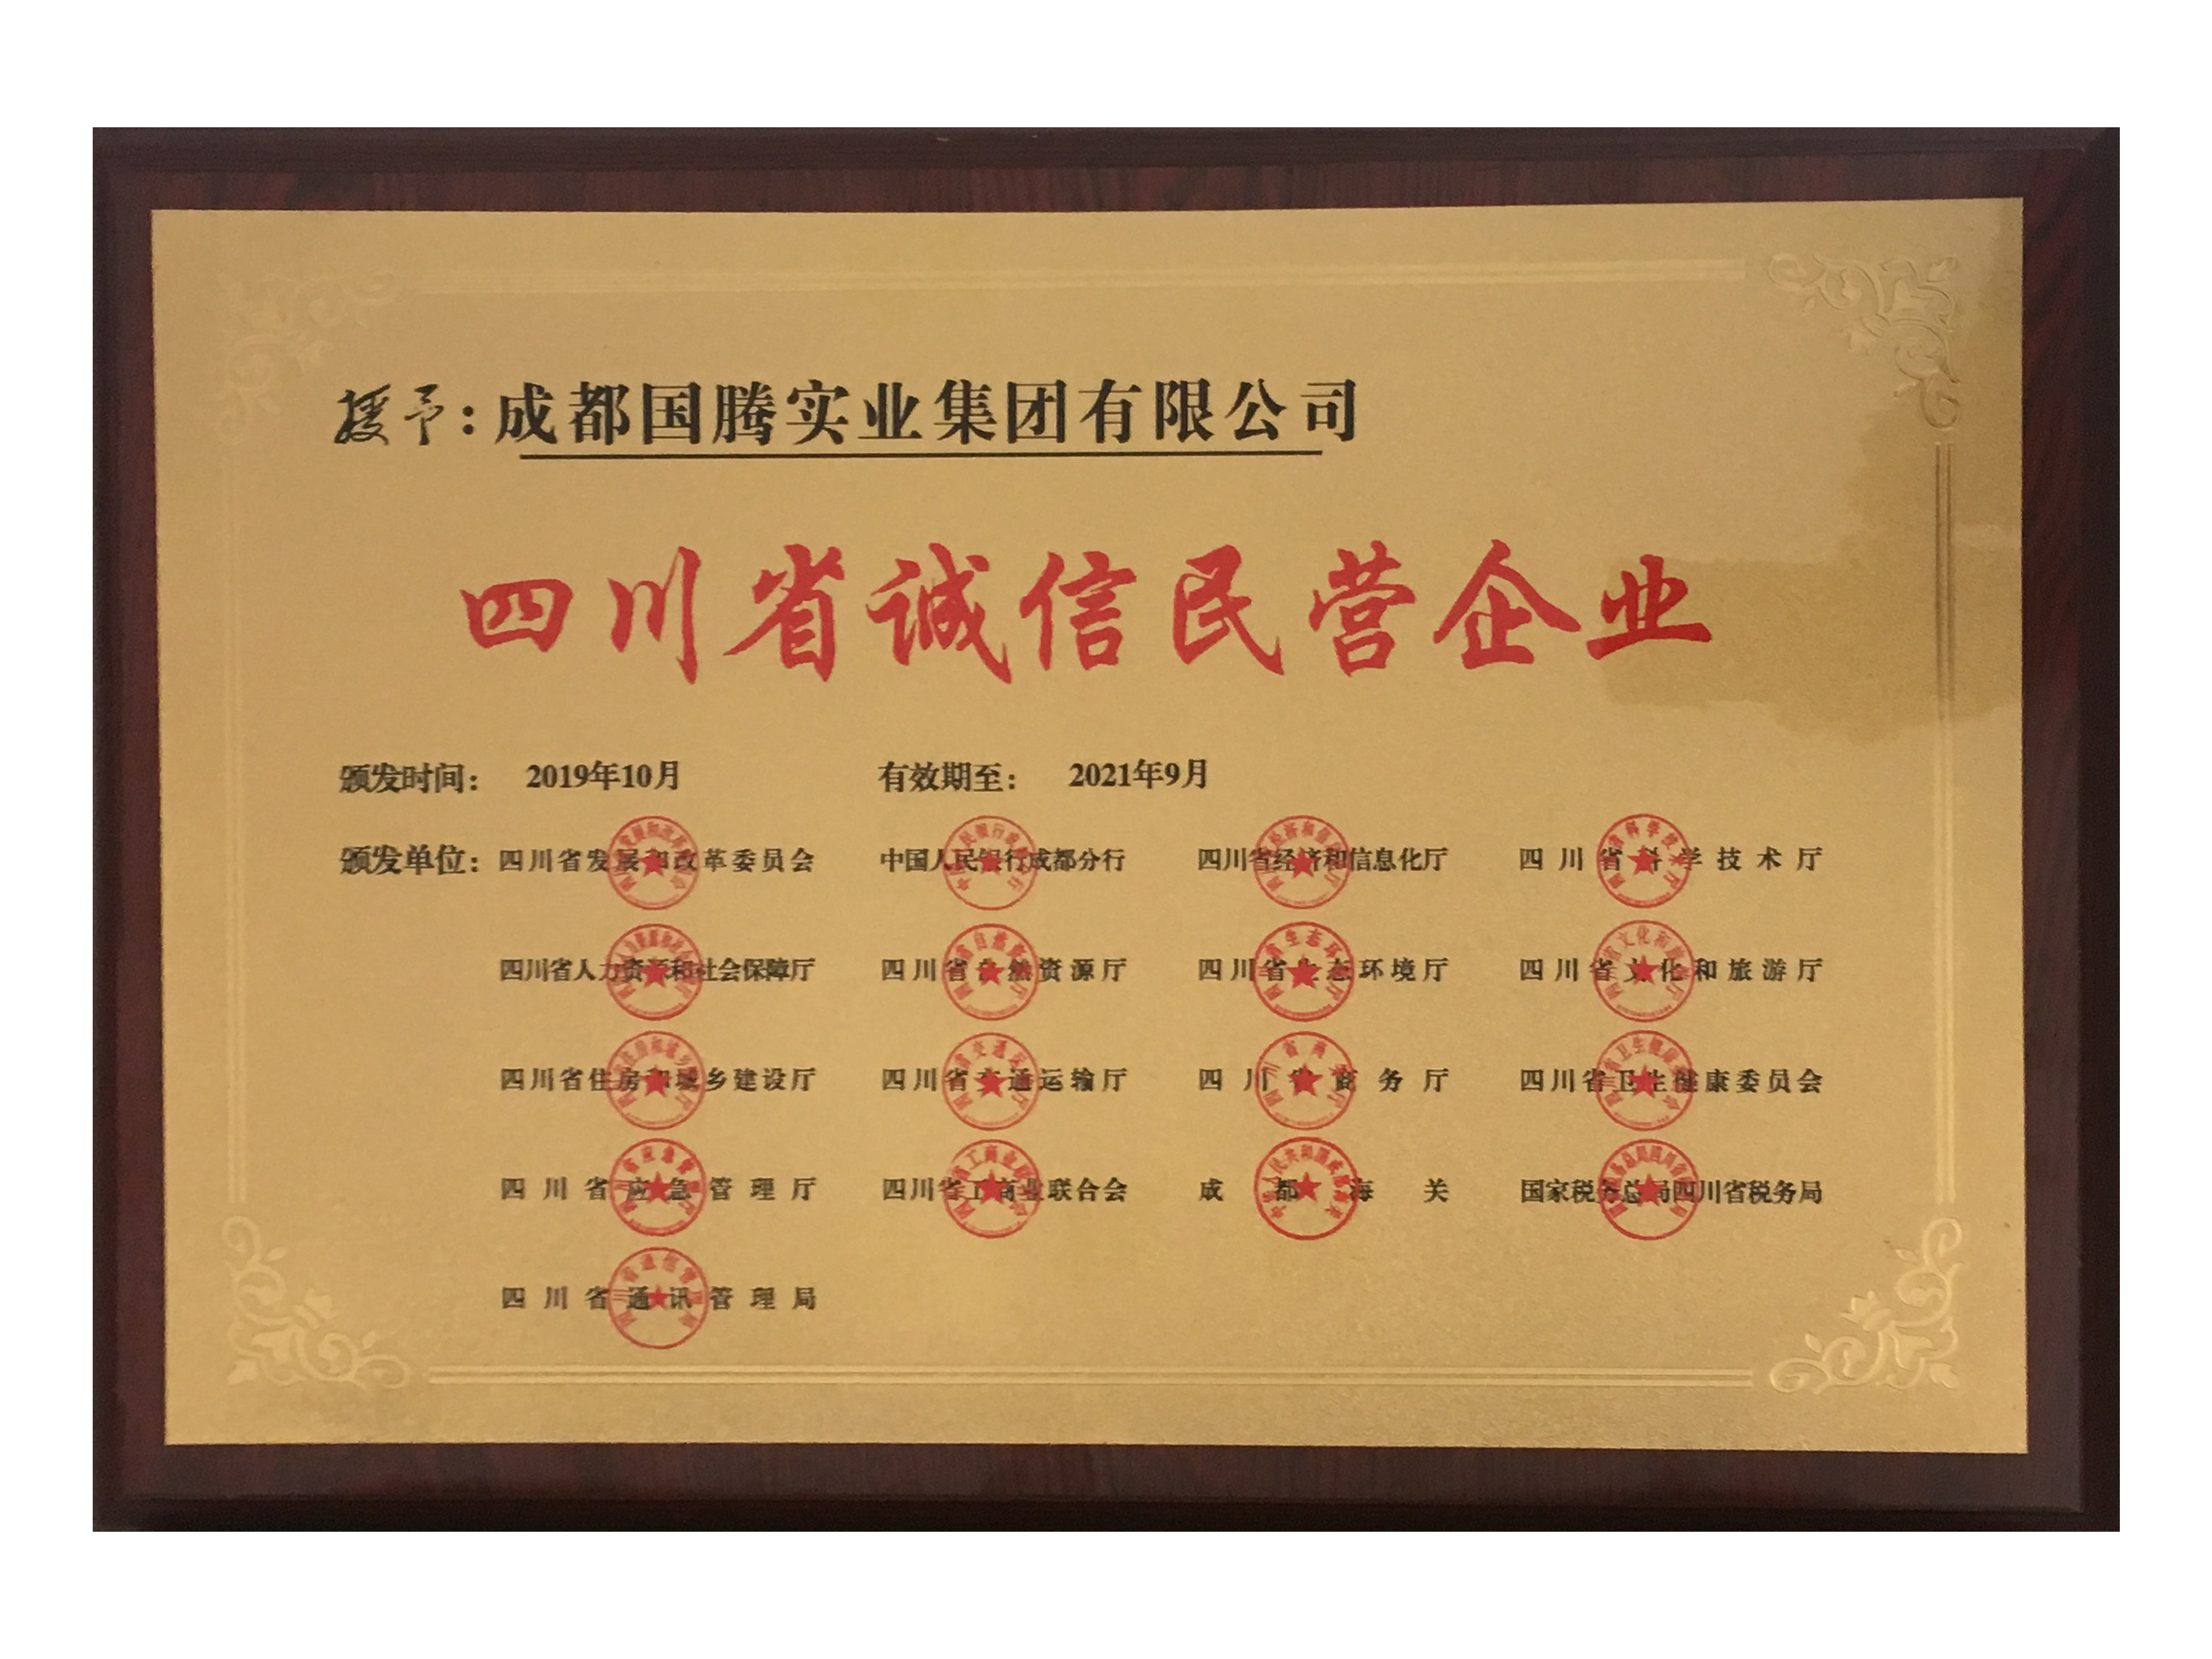 授予：成都国腾实业集团有限公司
四川省诚信民营企业
颁发时间： 2019年10月 有效期至： 2021年9月
颁发单位：四川省发展和改革委员会 中国人民银行成都分行 四川省经济和信息化厅 四川省科学技术厅
四川省人力资源和社会保障厅 四川省自然资源厅 四川省生态环境厅 四川省文化和旅游厅
四川省住房和城乡建设厅 四川省交通运输厅 四川省商务厅 四川省卫生健康委员会
四川省应急管理厅 四川省工商业联合会 成都海关 国家税务总局四川省税务局
四川省通讯管理局